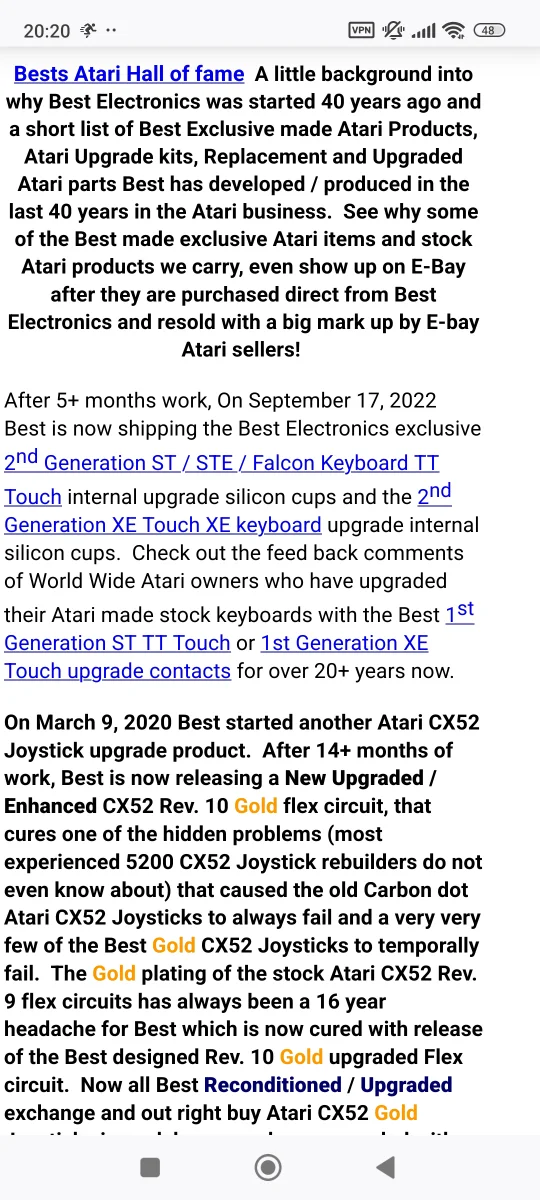 20:20
VPN
48
Bests Atari Hall of fame A little background into
why Best Electronics was started 40 years ago and
a short list of Best Exclusive made Atari Products,
Atari Upgrade kits, Replacement and Upgraded
Atari parts Best has developed / produced in the
last 40 years in the Atari business. See why some
of the Best made exclusive Atari items and stock
Atari products we carry, even show up on E-Bay
after they are purchased direct from Best
Electronics and resold with a big mark up by E-bay
Atari sellers!
After 5+ months work, On September 17, 2022
Best is now shipping the Best Electronics exclusive
2nd Generation ST / STE / Falcon Keyboard TT
Touch internal upgrade silicon cups and the 2nd
Generation XE Touch XE keyboard upgrade internal
silicon cups. Check out the feed back comments
of World Wide Atari owners who have upgraded
their Atari made stock keyboards with the Best 1st
Generation ST TT Touch or 1st Generation XE
Touch upgrade contacts for over 20+ years now.
On March 9, 2020 Best started another Atari CX52
Joystick upgrade product. After 14+ months of
work, Best is now releasing a New Upgraded /
Enhanced CX52 Rev. 10 Gold flex circuit, that
cures one of the hidden problems (most
experienced 5200 CX52 Joystick rebuilders do not
even know about) that caused the old Carbon dot
Atari CX52 Joysticks to always fail and a very very
few of the Best Gold CX52 Joysticks to temporally
fail. The Gold plating of the stock Atari CX52 Rev.
9 flex circuits has always been a 16 year
headache for Best which is now cured with release
of the Best designed Rev. 10 Gold upgraded Flex
circuit. Now all Best Reconditioned / Upgraded
exchange and out right buy Atari CX52 Gold